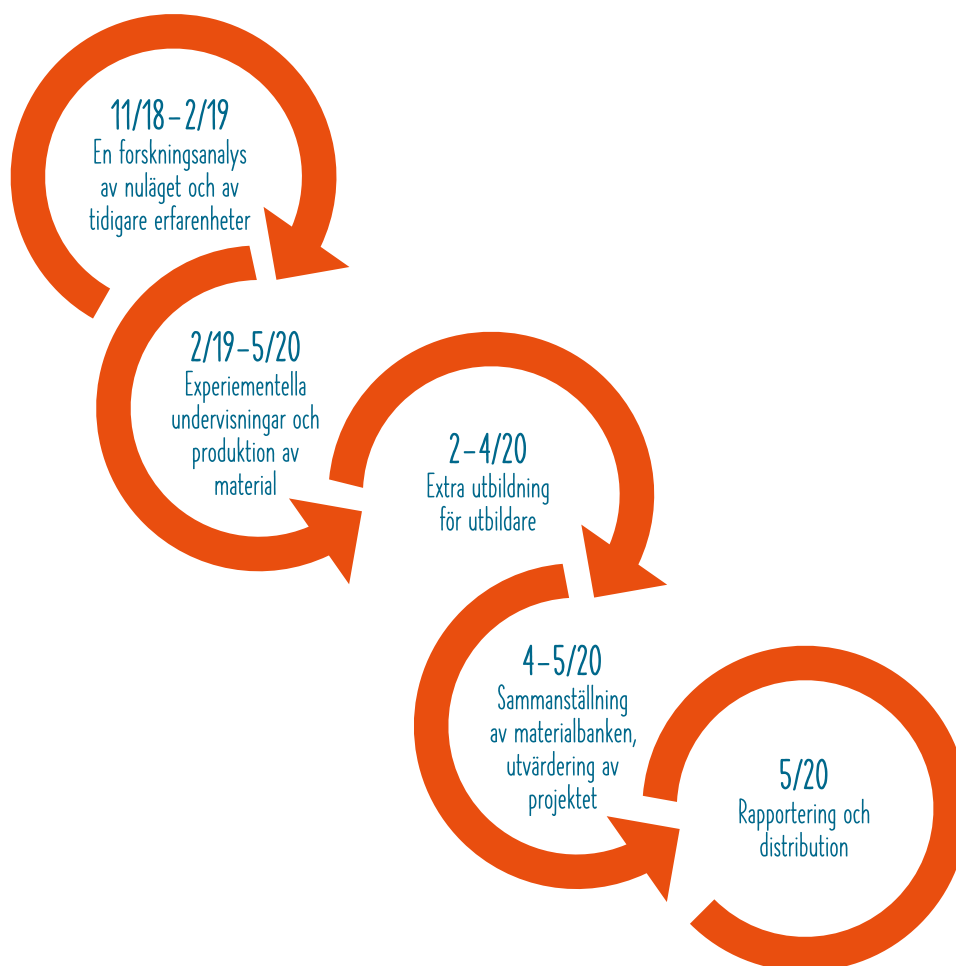 11/18–2/19
En forskningsanalys
av nuläget och av
tidigare erfarenheter
2/19–5/20
Experiementella
undervisningar och
produktion av
material
2–4/20
Extra utbildning
för utbildare
4–5/20
Sammanställning
av materialbanken,
utvärdering av
projektet
5/20
Rapportering och
distribution